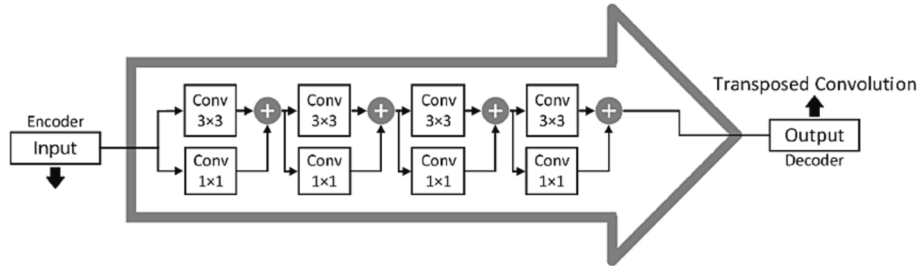 Encoder
Input
Conv
3×3
+
Conv
3×3
+
Conv
3×3
+
Conv
3×3
+
Conv
1×1
Conv
1×1
Conv
1×1
Conv
1×1
Transposed Convolution
Output
Decoder